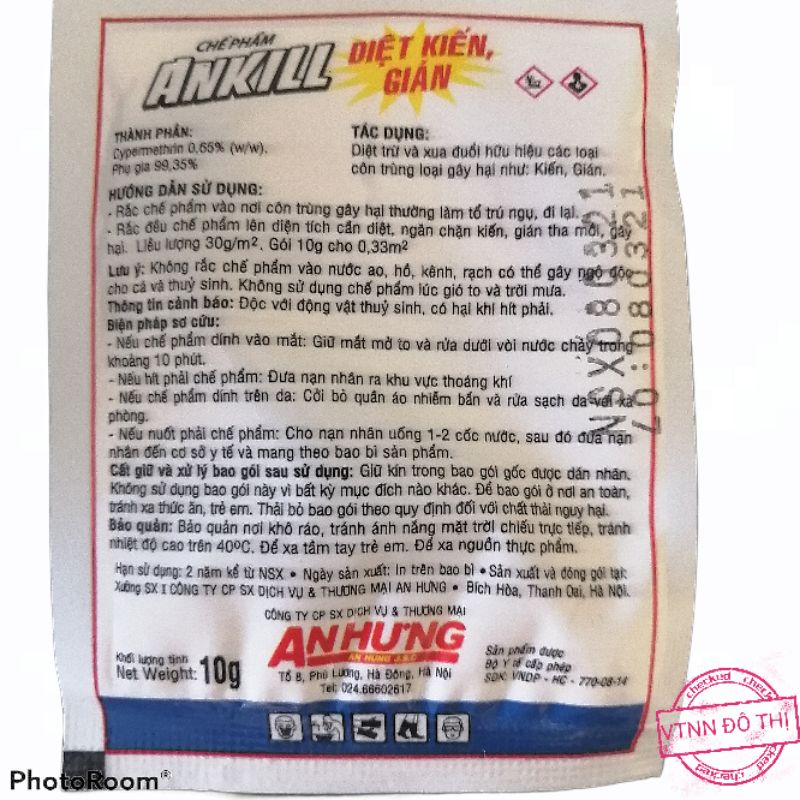 CHẾ PHẨM
ANKILL
DIỆT KIẾN,
GIÁN
THÀNH PHẦN:
Cypermethrin 0,65% (w/w).
Phụ gia 99,35%
TÁC DỤNG:
Diệt trừ và xua đuổi hữu hiệu các loại
côn trùng loại gây hại như: Kiến, Gián.
HƯỚNG DẪN SỬ DỤNG:
- Rắc chế phẩm vào nơi côn trùng gây hại thường làm tổ trú ngụ, đi lại.
- Rắc đều chế phẩm lên diện tích cần diệt, ngăn chặn kiến, gián tha mồi, gây
hại. Liều lượng 30g/m². Gói 10g cho 0,33m²
Lưu ý: Không rắc chế phẩm vào nước ao, hồ, kênh, rạch có thể gây ngộ độc
cho cá và thuỷ sinh. Không sử dụng chế phẩm lúc gió to và trời mưa.
Thông tin cảnh báo: Độc với động vật thuỷ sinh, có hại khi hít phải.
Biện pháp sơ cứu:
- Nếu chế phẩm dính vào mắt: Giữ mắt mở to và rửa dưới vòi nước chảy trong
khoảng 10 phút.
- Nếu hít phải chế phẩm: Đưa nạn nhân ra khu vực thoáng khí
- Nếu chế phẩm dính trên da: Cởi bỏ quần áo nhiễm bẩn và rửa sạch da với xà
phòng.
- Nếu nuốt phải chế phẩm: Cho nạn nhân uống 1-2 cốc nước, sau đó đưa nạn
nhân đến cơ sở y tế và mang theo bao bì sản phẩm.
Cất giữ và xử lý bao gói sau sử dụng: Giữ kín trong bao gói gốc được dán nhãn.
Không sử dụng bao gói này vì bất kỳ mục đích nào khác. Để bao gói ở nơi an toàn,
tránh xa thức ăn, trẻ em. Thải bỏ bao gói theo quy định đối với chất thải nguy hại.
Bảo quản: Bảo quản nơi khô ráo, tránh ánh nắng mặt trời chiếu trực tiếp, tránh
nhiệt độ cao trên 40ºC. Để xa tầm tay trẻ em. Để xa nguồn thực phẩm.
Hạn sử dụng: 2 năm kể từ NSX • Ngày sản xuất: In trên bao bì • Sản xuất và đóng gói tại:
Xưởng SX I CÔNG TY CP SX DỊCH VỤ & THƯƠNG MẠI AN HƯNG • Bích Hòa, Thanh Oai, Hà Nội.
NSX080321
07:080321
CÔNG TY CP SX DỊCH VỤ & THƯƠNG MẠI
AN HƯNG
AN HUNG J.S.C
Tổ 8, Phú Lương, Hà Đông, Hà Nội
Tel: 024.66602617
Khối lượng tịnh
Net Weight: 10g
Sản phẩm được
Bộ Y tế cấp phép
SĐK: VNDP - HC - 770-08-14
checked checked
VTNN ĐÔ THỊ
checked
PhotoRoom®